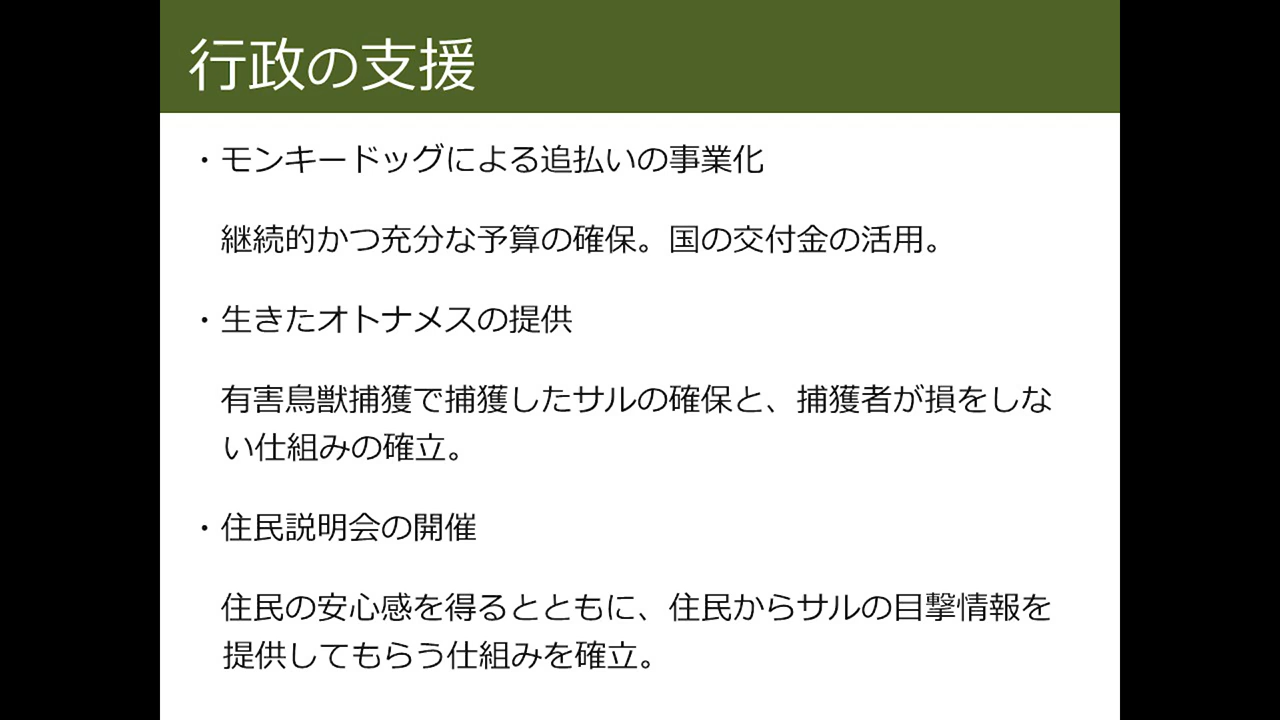 行政の支援
・モンキードッグによる追払いの事業化
継続的かつ充分な予算の確保。国の交付金の活用。
・生きたオトナメスの提供
有害鳥獣捕獲で捕獲したサルの確保と、捕獲者が損をしな
い仕組みの確立。
・住民説明会の開催
住民の安心感を得るとともに、住民からサルの目撃情報を
提供してもらう仕組みを確立。